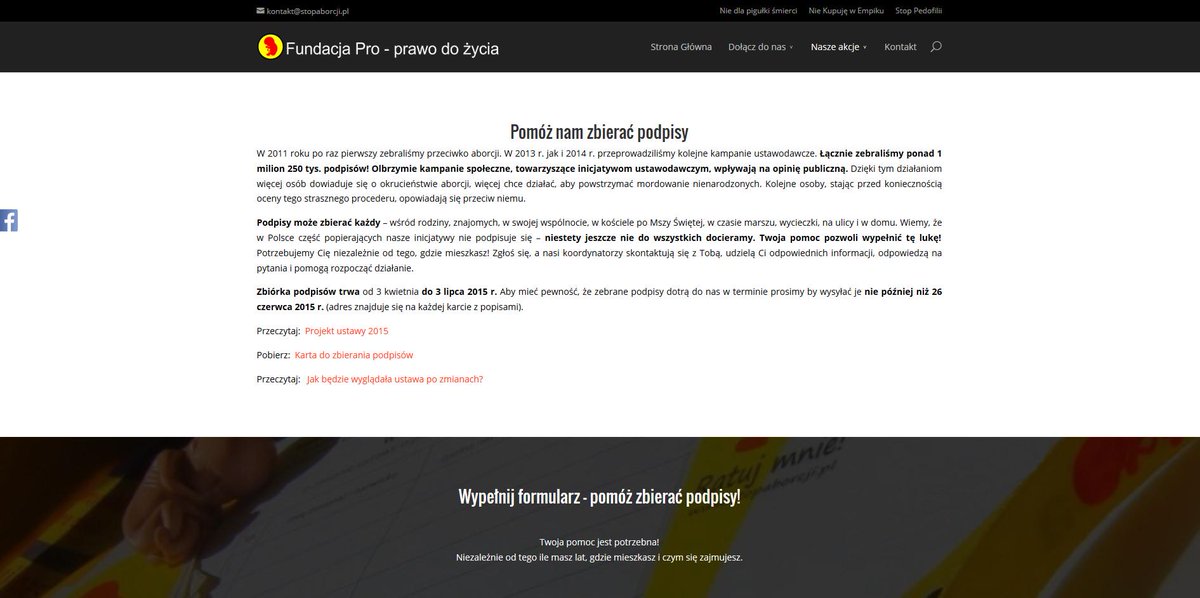 kontakt@stopaborcji.pl
Nie dla pigułki śmierci Nie Kupuję w Empiku Stop Pedofilii
Fundacja Pro - prawo do życia
Strona Główna Dołącz do nas Nasze akcje Kontakt
Pomóż nam zbierać podpisy
W 2011 roku po raz pierwszy zebraliśmy przeciwko aborcji. W 2013 r. jak i 2014 r. przeprowadziliśmy kolejne kampanie ustawodawcze. Łącznie zebraliśmy ponad 1
milion 250 tys. podpisów! Olbrzymie kampanie społeczne, towarzyszące inicjatywom ustawodawczym, wpływają na opinię publiczną. Dzięki tym działaniom
więcej osób dowiaduje się o okrucieństwie aborcji, więcej chce działać, aby powstrzymać mordowanie nienarodzonych. Kolejne osoby, stając przed koniecznością
oceny tego strasznego procederu, opowiadają się przeciw niemu.
Podpisy może zbierać każdy – wśród rodziny, znajomych, w swojej wspólnocie, w kościele po Mszy Świętej, w czasie marszu, wycieczki, na ulicy i w domu. Wiemy, że
w Polsce część popierających nasze inicjatywy nie podpisuje się – niestety jeszcze nie do wszystkich docieramy. Twoja pomoc pozwoli wypełnić tę lukę!
Potrzebujemy Cię niezależnie od tego, gdzie mieszkasz! Zgłoś się, a nasi koordynatorzy skontaktują się z Tobą, udzielą Ci odpowiednich informacji, odpowiedzą na
pytania i pomogą rozpocząć działanie.
Zbiórka podpisów trwa od 3 kwietnia do 3 lipca 2015 r. Aby mieć pewność, że zebrane podpisy dotrą do nas w terminie prosimy by wysyłać je nie później niż 26
czerwca 2015 r. (adres znajduje się na każdej karcie z popisami).
Przeczytaj: Projekt ustawy 2015
Pobierz: Karta do zbierania podpisów
Przeczytaj: Jak będzie wyglądała ustawa po zmianach?
Ratuj mnie!
Wypełnij formularz - pomóż zbierać podpisy!
Twoja pomoc jest potrzebna!
Niezależnie od tego ile masz lat, gdzie mieszkasz i czym się zajmujesz.